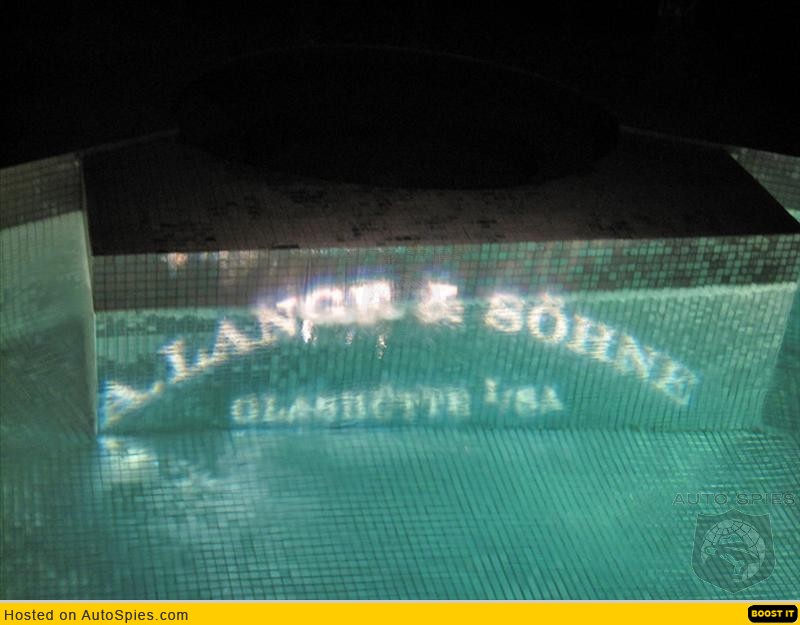 A. LANGE & SÖHNE
GLASHÜTTE I/SA
AUTO SPIES
Hosted on AutoSpies.com
BOOST IT